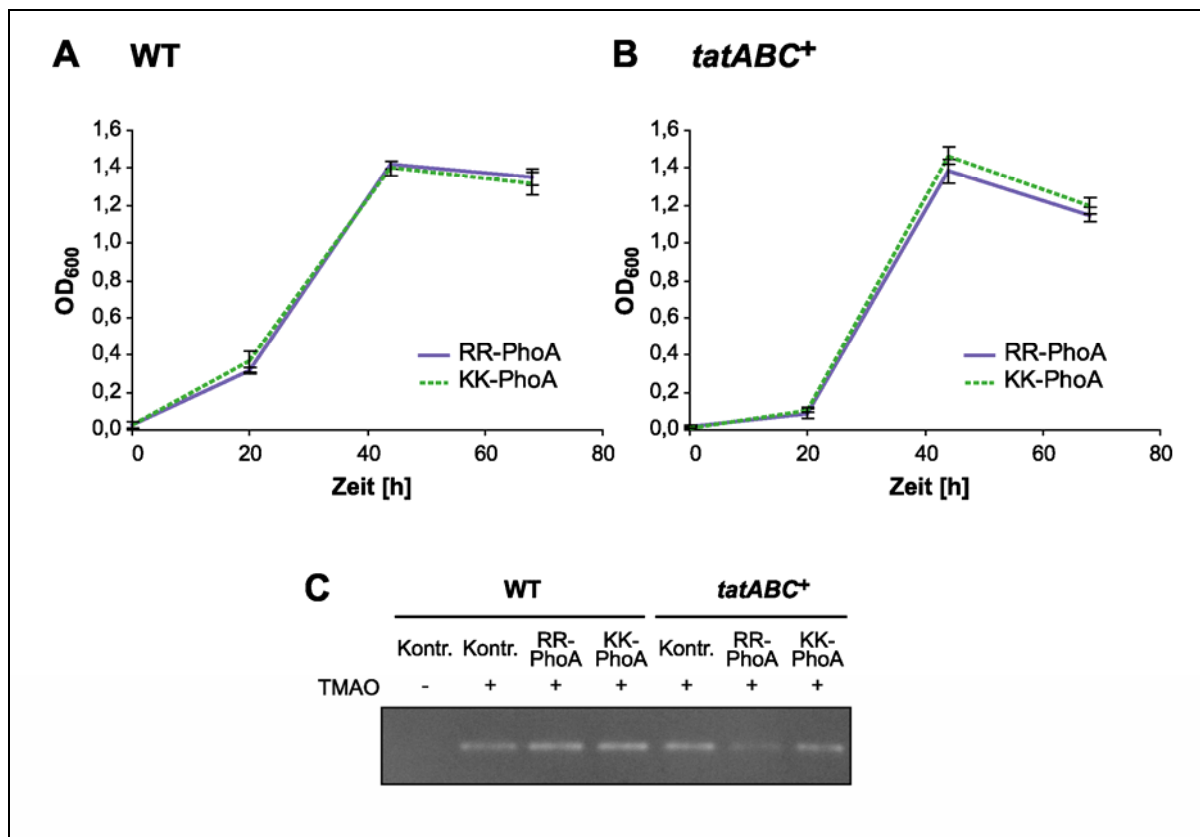 A WT
1,6
1,4
1,2
1,0
0,8
0,6
0,4
0,2
0,0
OD600
RR-PhoA
KK-PhoA
0 20 40 60 80
Zeit [h]
B tatABC+
1,6
1,4
1,2
1,0
0,8
0,6
0,4
0,2
0,0
OD600
RR-PhoA
KK-PhoA
0 20 40 60 80
Zeit [h]
C WT tatABC+
Kontr. Kontr. RR-PhoA KK-PhoA Kontr. RR-PhoA KK-PhoA
TMAO - + + + + + +